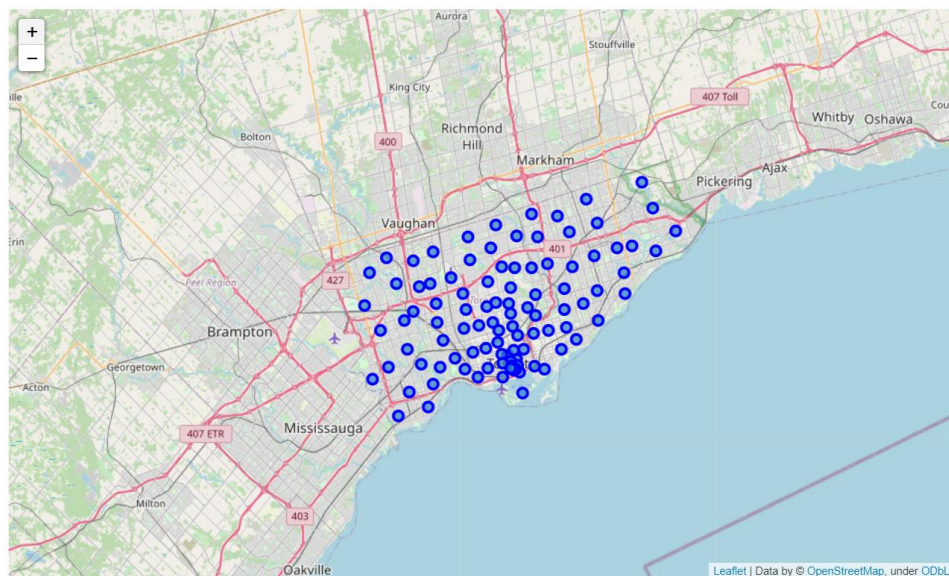 +
−
Aurora
Stouffville
King City
407 Toll
Whitby
Oshawa
Richmond
Hill
Bolton
400
Markham
Ajax
Pickering
Vaughan
401
427
Peel Region
Brampton
Georgetown
Acton
Mississauga
407 ETR
Milton
403
Oakville
Leaflet | Data by © OpenStreetMap, under ODbL